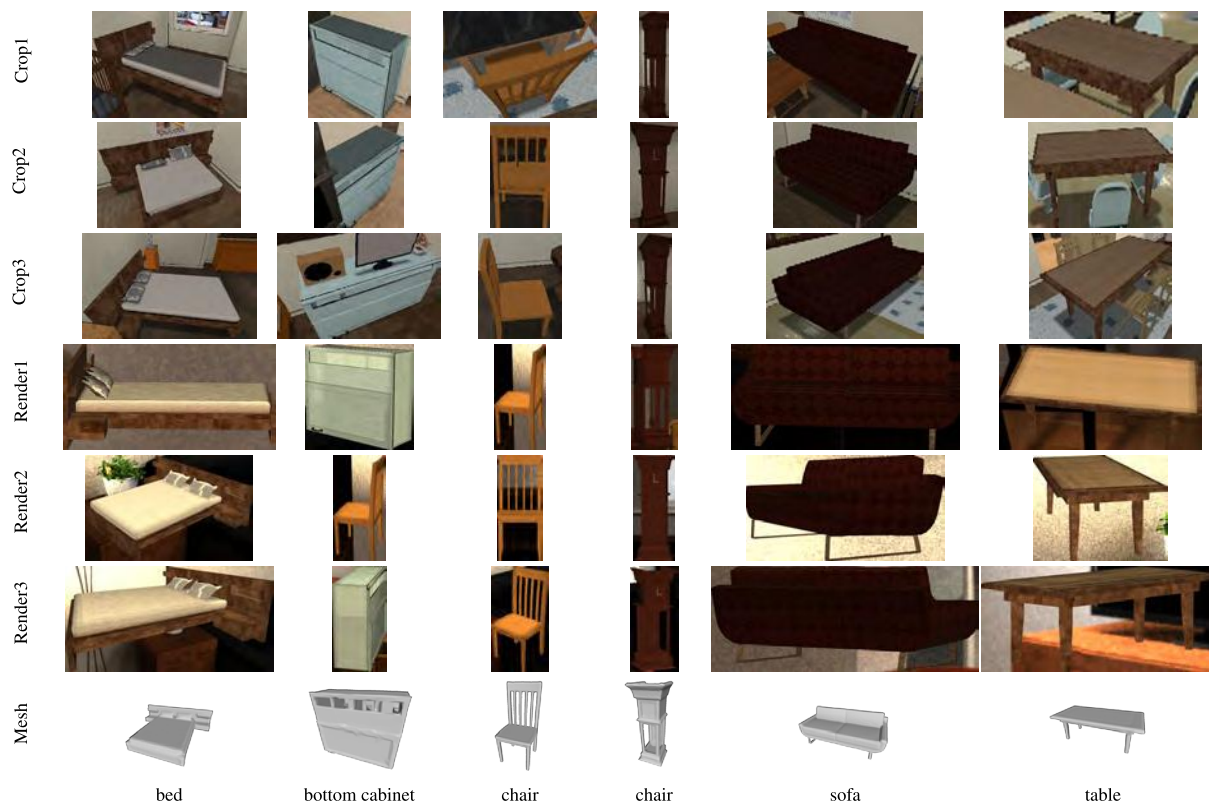 Crop1
Crop2
Crop3
Render1
Render2
Render3
Mesh
bed bottom cabinet chair chair sofa table